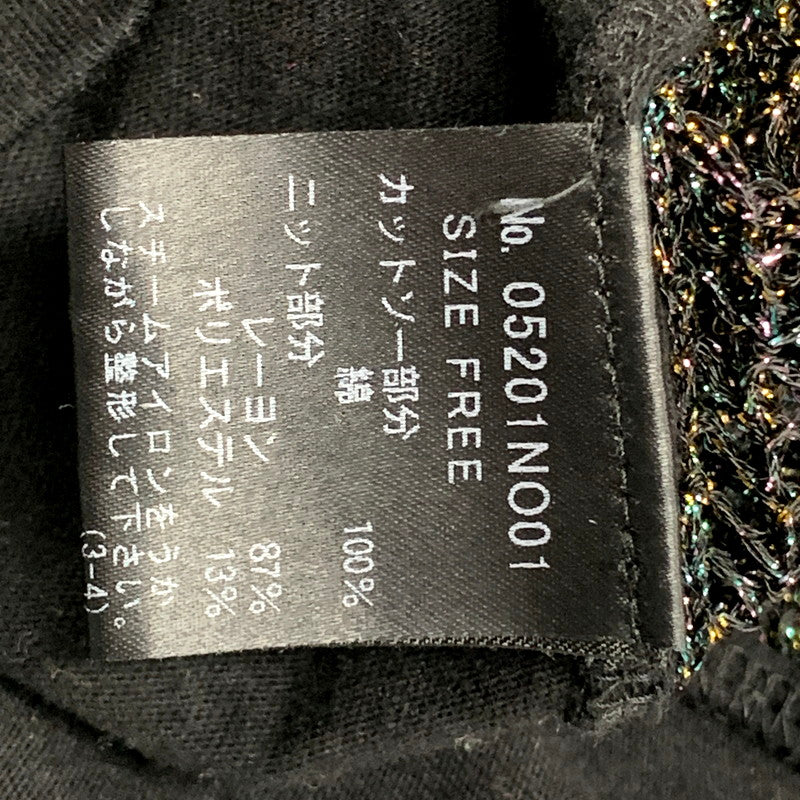 No. 05201NO01
SIZE FREE
カットソー部分
綿 100%
ニット部分
レーヨン 87%
ポリエステル 13%
スチームアイロンをうか
しながら整形して下さい。
(3-4)